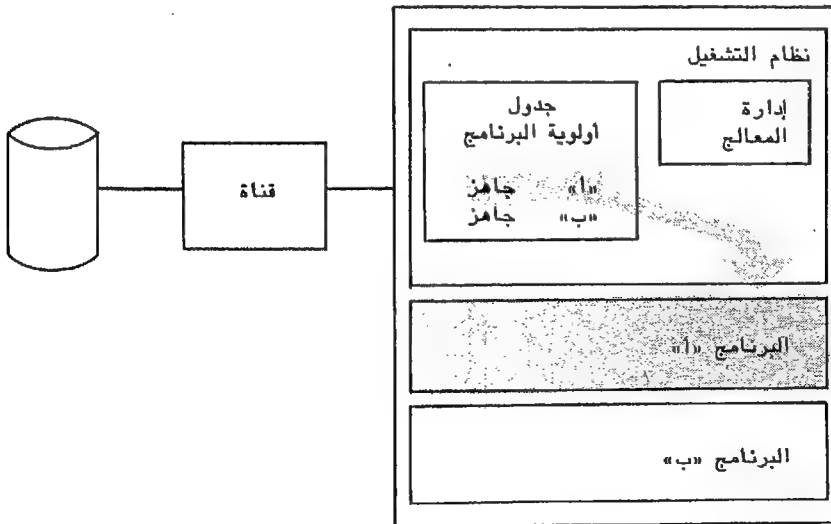 نظام التشغيل
إدارة
المعالج
جدول
أولوية البرنامج
«أ» جاهز
«ب» جاهز
قناة
البرنامج «أ»
البرنامج «ب»